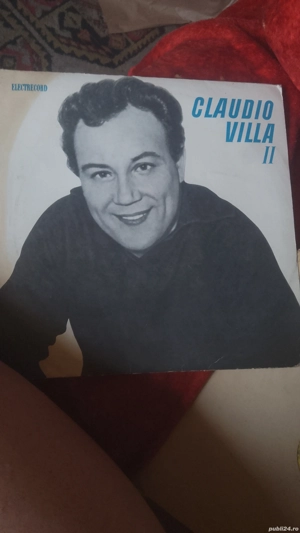 ELECTRECORD
CLAUDIO
VILLA
II
publi24.ro